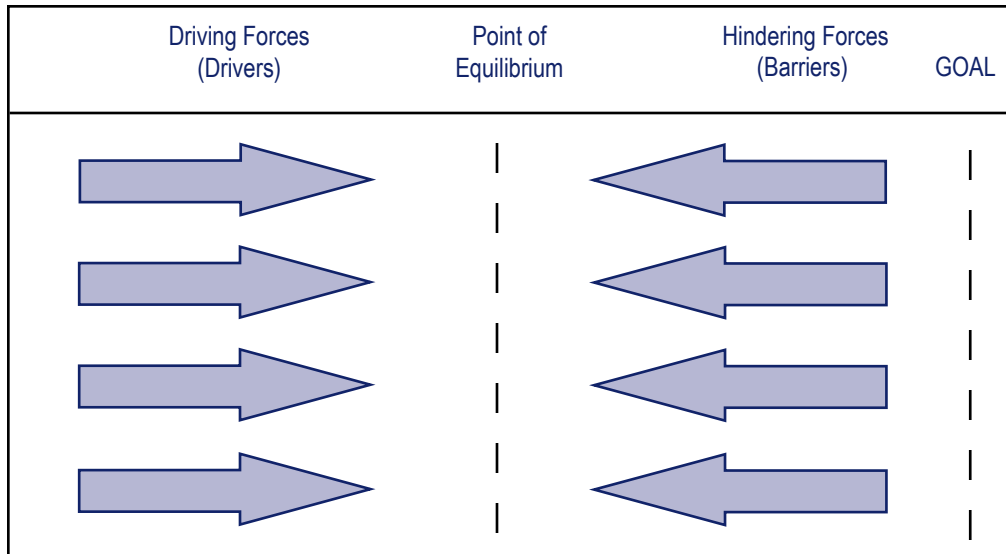 Driving Forces
(Drivers)
Point of
Equilibrium
Hindering Forces
(Barriers)
GOAL